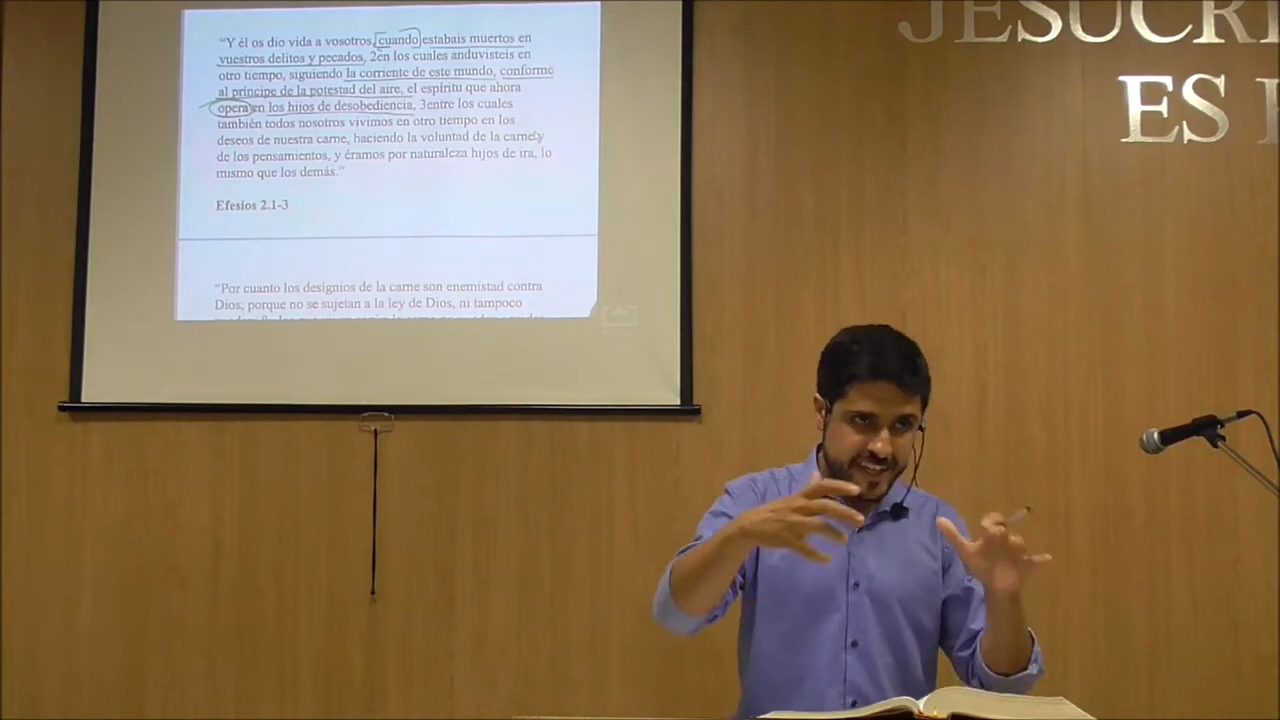 “Y él os dio vida a vosotros, cuando estabais muertos en
vuestros delitos y pecados, 2en los cuales anduvisteis en
otro tiempo, siguiendo la corriente de este mundo, conforme
al príncipe de la potestad del aire, el espíritu que ahora
opera en los hijos de desobediencia, 3entre los cuales
también todos nosotros vivimos en otro tiempo en los
deseos de nuestra carne, haciendo la voluntad de la carne y
de los pensamientos, y éramos por naturaleza hijos de ira, lo
mismo que los demás.”
Efesios 2.1-3
“Por cuanto los designios de la carne son enemistad contra
Dios; porque no se sujetan a la ley de Dios, ni tampoco
JESUCRI
ES